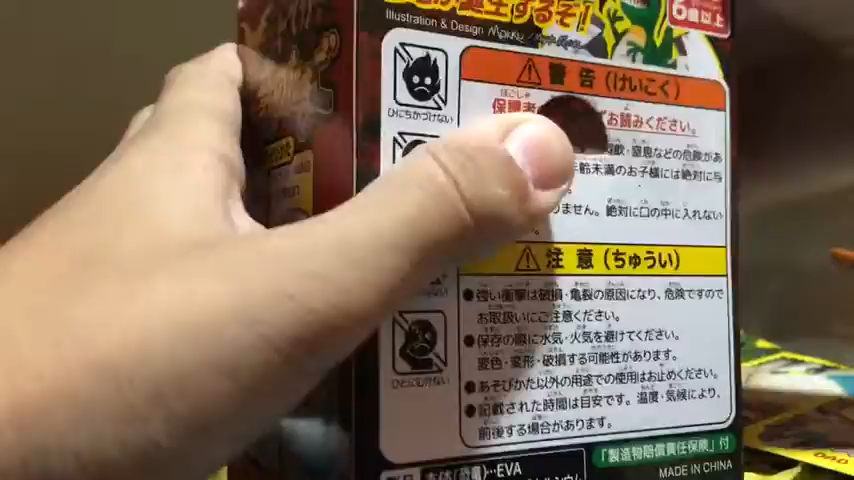 が誕生するぞ!
6歳以上
Illustration & Design
ひにちかづけない
警告(けいこく)
保護者
お読みください。
窒息などの危険があ
年齢未満のお子様には絶対に与
ません。絶対に口の中に入れない
注意(ちゅうい)
●強い衝撃は破損・亀裂の原因になり、危険ですので
お取扱いにご注意ください。
●保存の際に水気・火気を避けてください。
変色・変形・破損する可能性があります。
●あそびかた以外の用途での使用はお止めください。
●記載された時間は目安です。温度・気候により、
前後する場合があります。
ひとにむけない
「製造物賠償責任保険」付
EVA
MADE IN CHINA